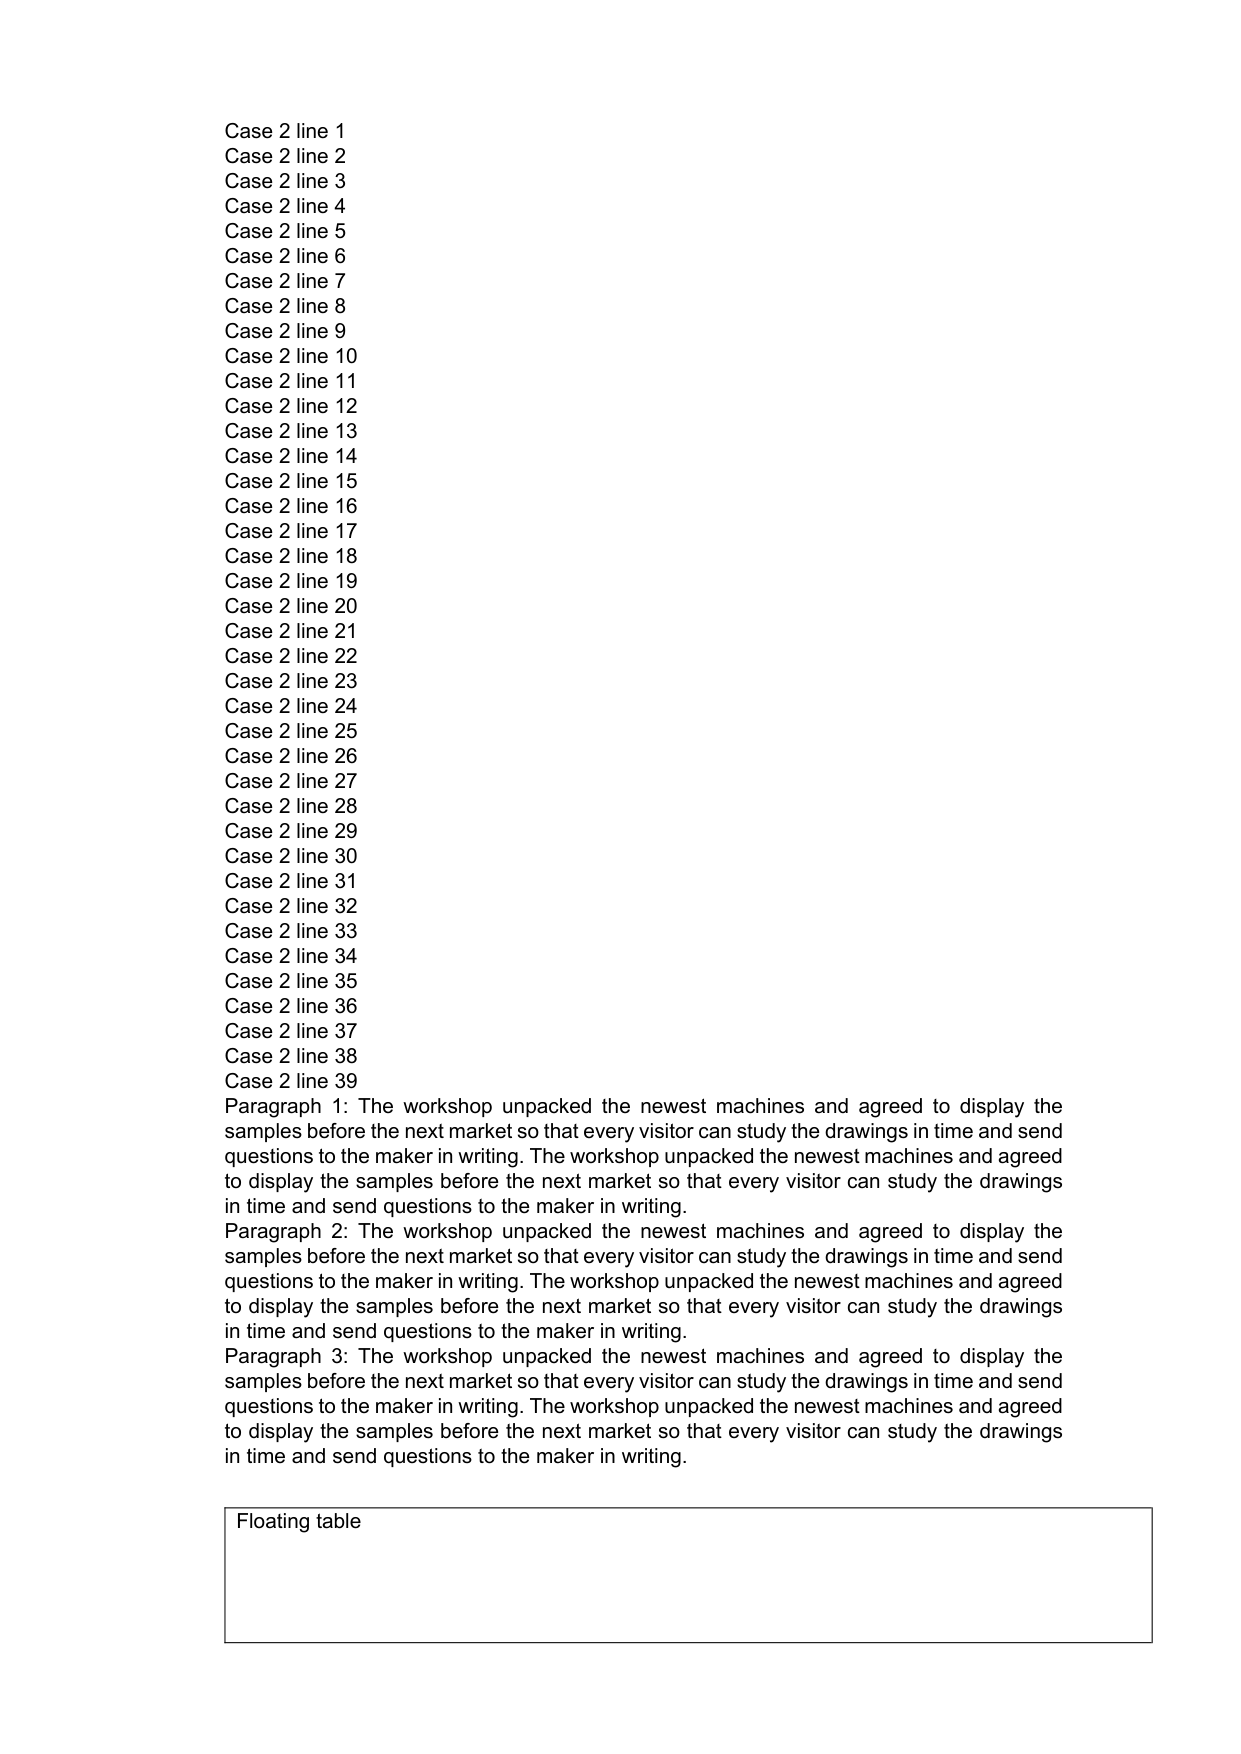 Case 2 line 1
Case 2 line 2
Case 2 line 3
Case 2 line 4
Case 2 line 5
Case 2 line 6
Case 2 line 7
Case 2 line 8
Case 2 line 9
Case 2 line 10
Case 2 line 11
Case 2 line 12
Case 2 line 13
Case 2 line 14
Case 2 line 15
Case 2 line 16
Case 2 line 17
Case 2 line 18
Case 2 line 19
Case 2 line 20
Case 2 line 21
Case 2 line 22
Case 2 line 23
Case 2 line 24
Case 2 line 25
Case 2 line 26
Case 2 line 27
Case 2 line 28
Case 2 line 29
Case 2 line 30
Case 2 line 31
Case 2 line 32
Case 2 line 33
Case 2 line 34
Case 2 line 35
Case 2 line 36
Case 2 line 37
Case 2 line 38
Case 2 line 39
Paragraph 1: The workshop unpacked the newest machines and agreed to display the
samples before the next market so that every visitor can study the drawings in time and send
questions to the maker in writing. The workshop unpacked the newest machines and agreed
to display the samples before the next market so that every visitor can study the drawings
in time and send questions to the maker in writing.
Paragraph 2: The workshop unpacked the newest machines and agreed to display the
samples before the next market so that every visitor can study the drawings in time and send
questions to the maker in writing. The workshop unpacked the newest machines and agreed
to display the samples before the next market so that every visitor can study the drawings
in time and send questions to the maker in writing.
Paragraph 3: The workshop unpacked the newest machines and agreed to display the
samples before the next market so that every visitor can study the drawings in time and send
questions to the maker in writing. The workshop unpacked the newest machines and agreed
to display the samples before the next market so that every visitor can study the drawings
in time and send questions to the maker in writing.
Floating table